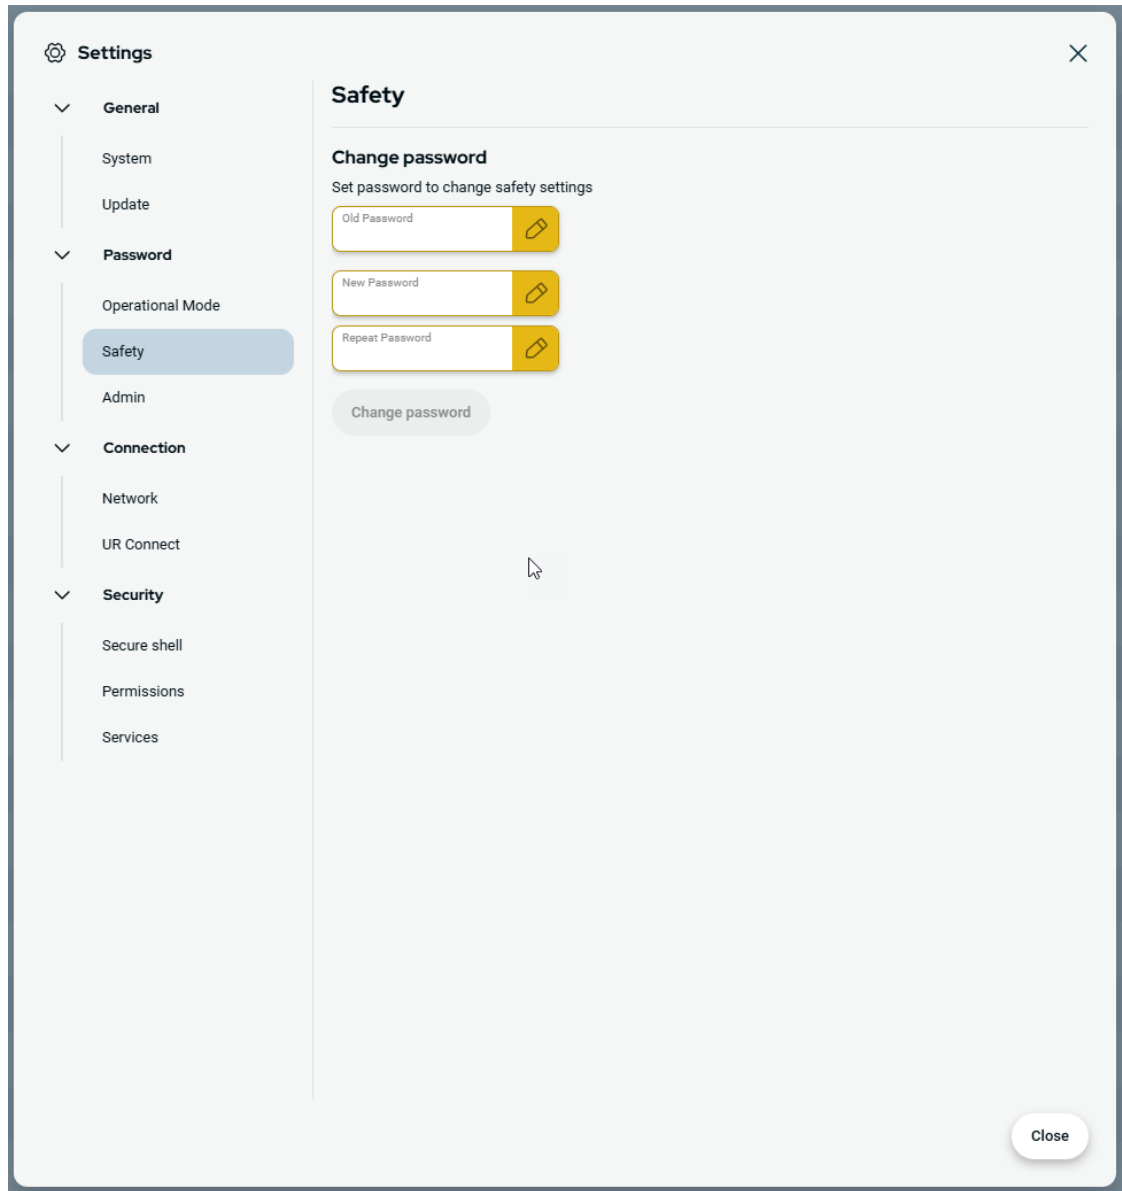 Settings
General
System
Update
Password
Operational Mode
Safety
Admin
Connection
Network
UR Connect
Security
Secure shell
Permissions
Services
Safety
Change password
Set password to change safety settings
Old Password
New Password
Repeat Password
Change password
Close